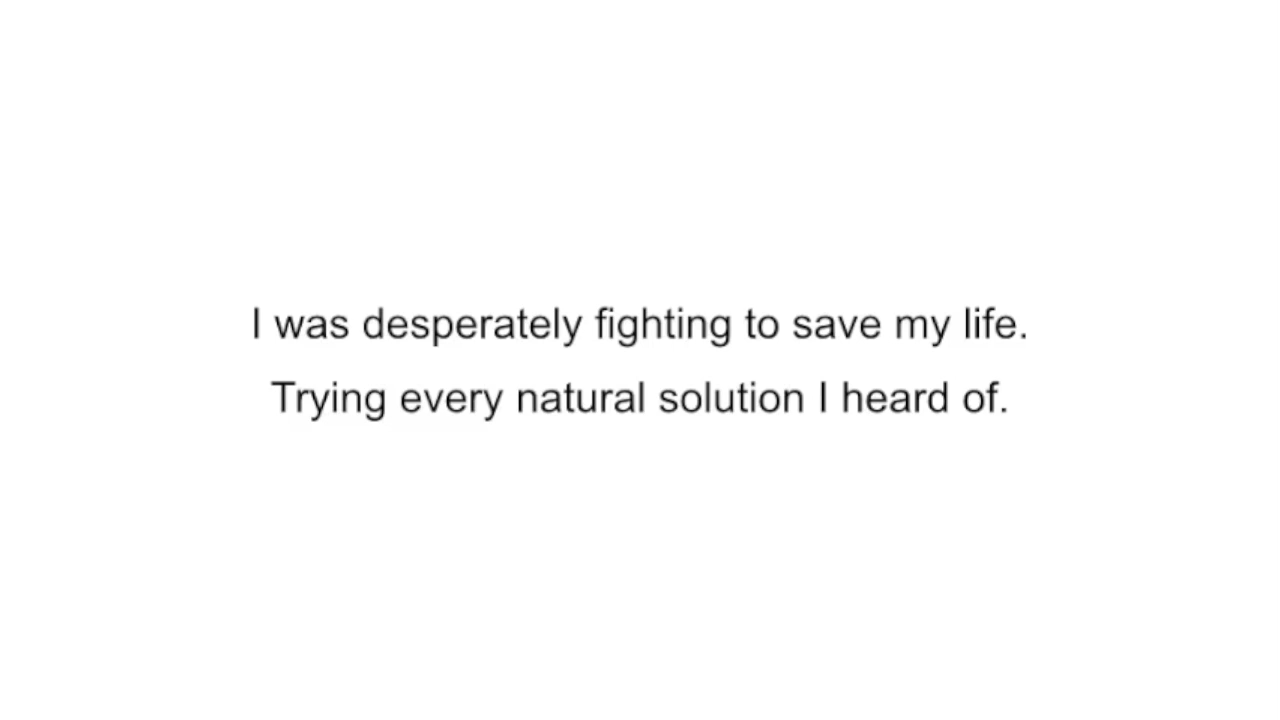 I was desperately fighting to save my life.
Trying every natural solution I heard of.